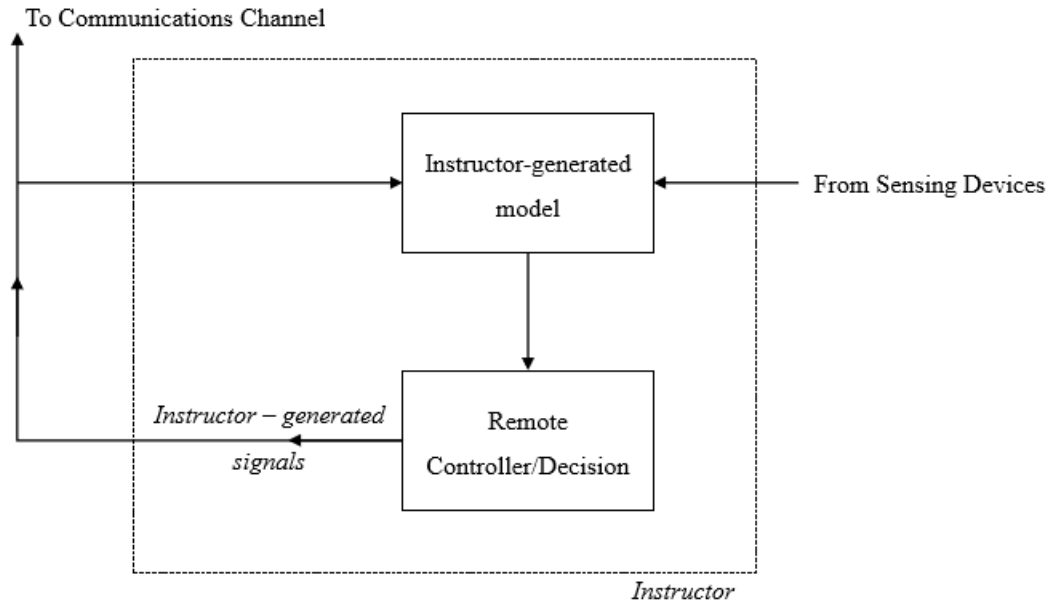 To Communications Channel
Instructor-generated
model
From Sensing Devices
Instructor – generated
signals
Remote
Controller/Decision
Instructor